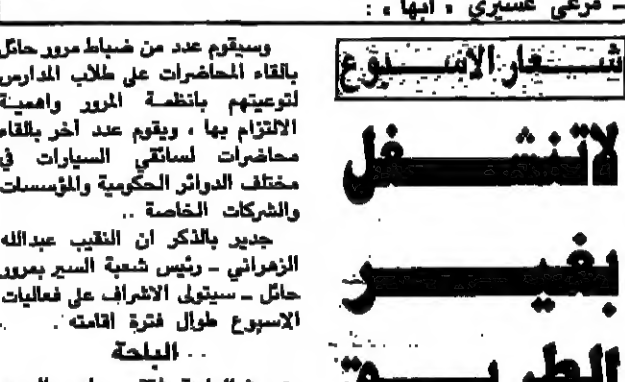 ـ مرعي عسيري « ابها » :
شعار الاسبوع
لا تنشغل
بغير
الطريق
وسيقوم عدد من ضباط مرور حائل
بالقاء المحاضرات على طلاب المدارس
لتوعيتهم بانظمة المرور واهمية
الالتزام بها ، ويقوم عدد آخر بالقاء
محاضرات لسائقي السيارات في
مختلف الدوائر الحكومية والمؤسسات
والشركات الخاصة ..
جدير بالذكر ان النقيب عبدالله
الزهراني ـ رئيس شعبة السير بمرور
حائل ـ سيتولى الاشراف على فعاليات
الاسبوع طوال فترة اقامته .
.. الباحة